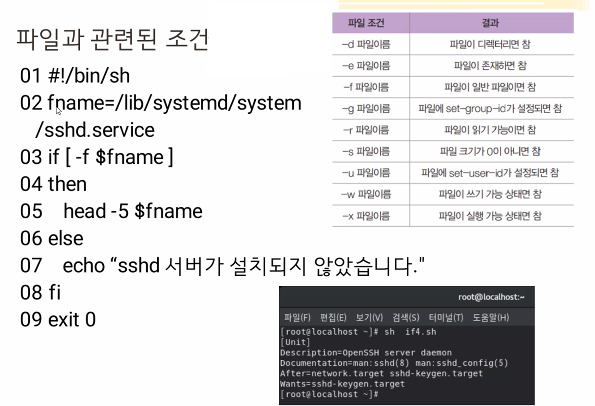 파일과 관련된 조건
01 #!/bin/sh
02 fname=/lib/systemd/system
/sshd.service
03 if [ -f $fname ]
04 then
05 head -5 $fname
06 else
07 echo “sshd 서버가 설치되지 않았습니다."
08 fi
09 exit 0
파일 조건 결과
-d 파일이름 파일이 디렉터리면 참
-e 파일이름 파일이 존재하면 참
-f 파일이름 파일이 일반 파일이면 참
-g 파일이름 파일에 set-group-id가 설정되면 참
-r 파일이름 파일이 읽기 가능이면 참
-s 파일이름 파일 크기가 0이 아니면 참
-u 파일이름 파일에 set-user-id가 설정되면 참
-w 파일이름 파일이 쓰기 가능 상태면 참
-x 파일이름 파일이 실행 가능 상태면 참
root@localhost:~
파일(F) 편집(E) 보기(V) 검색(S) 터미널(T) 도움말(H)
[root@localhost ~]# sh if4.sh
[Unit]
Description=OpenSSH server daemon
Documentation=man:sshd(8) man:sshd_config(5)
After=network.target sshd-keygen.target
Wants=sshd-keygen.target
[root@localhost ~]#